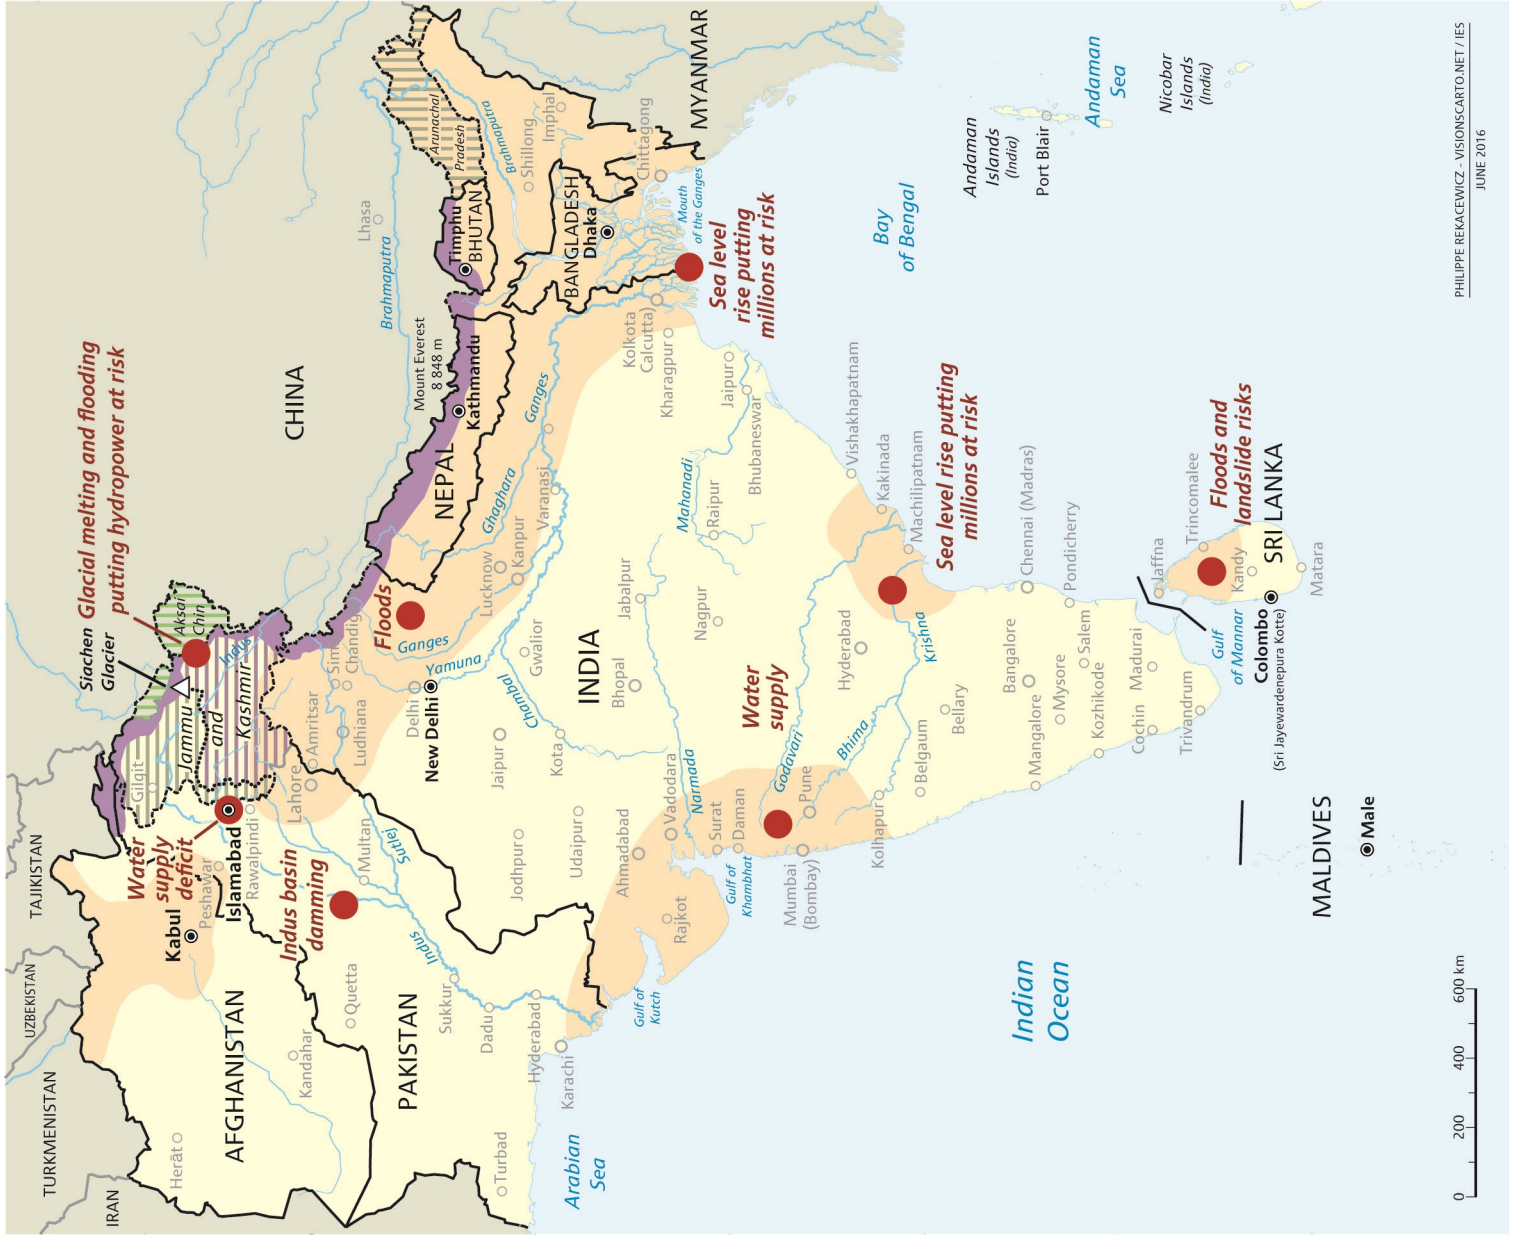 TURKMENISTAN
UZBEKISTAN
TAJIKISTAN
IRAN
Herāt
AFGHANISTAN
Kandahar
Kabul
Peshawar
Water
supply
deficit
Islamabad
Rawalpindi
Indus basin
damming
Gilgit
Jammu
and
Kashmir
Siachen
Glacier
Glacial melting and flooding
putting hydropower at risk
Aksai
Chin
Indus
CHINA
Lhasa
Brahmaputra
Mount Everest
8 848 m
Kathmandu
NEPAL
Timphu
BHUTAN
Arunachal
Pradesh
Brahmaputra
Shillong
Imphal
BANGLADESH
Dhaka
Chittagong
MYANMAR
Mouth
of the Ganges
Sea level
rise putting
millions at risk
PAKISTAN
Quetta
Turbad
Sukkur
Dadu
Hyderabad
Karachi
Indus
Multan
Sutlej
Lahore
Amritsar
Ludhiana
Chandig
Delhi
New Delhi
Floods
Ganges
Yamuna
Chambal
Ghaghara
Ganges
Lucknow
Kanpur
Varanasi
Gwalior
Jaipur
Kota
Jodhpur
Udaipur
Ahmadabad
INDIA
Bhopal
Jabalpur
Nagpur
Raipur
Mahanadi
Kolkota
Calcutta)
Kharagpur
Jaipur
Bhubaneswar
Vishakhapatnam
Kakinada
Machilipatnam
Sea level rise putting
millions at risk
Vadodara
Narmada
Surat
Daman
Rajkot
Gulf of
Kutch
Gulf of
Khambhat
Mumbai
(Bombay)
Pune
Water
supply
Godavari
Bhima
Krishna
Hyderabad
Kolhapur
Belgaum
Bellary
Bangalore
Mangalore
Mysore
Salem
Kozhikode
Madurai
Cochin
Trivandrum
Chennai (Madras)
Pondicherry
Jaffna
Trincomalee
Floods and
landslide risks
Kandy
SRI LANKA
Matara
Gulf
of Mannar
Colombo
(Sri Jayewardenepura Kotte)
MALDIVES
Male
Arabian
Sea
Indian
Ocean
Bay
of Bengal
Andaman
Islands
(India)
Port Blair
Andaman
Sea
Nicobar
Islands
(India)
0 200 400 600 km
PHILIPPE REKACEWICZ - VISIONSCARTO.NET / IES
JUNE 2016